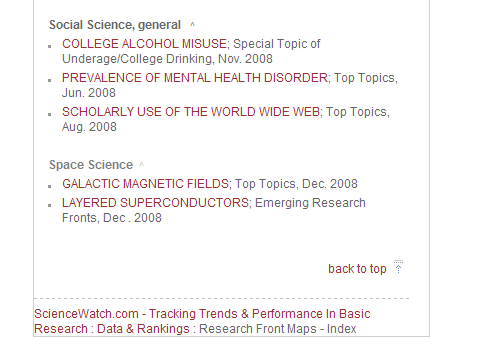 Social Science, general ^
COLLEGE ALCOHOL MISUSE; Special Topic of
Underage/College Drinking, Nov. 2008
PREVALENCE OF MENTAL HEALTH DISORDER; Top Topics,
Jun. 2008
SCHOLARLY USE OF THE WORLD WIDE WEB; Top Topics,
Aug. 2008
Space Science ^
GALACTIC MAGNETIC FIELDS; Top Topics, Dec. 2008
LAYERED SUPERCONDUCTORS; Emerging Research
Fronts, Dec . 2008
back to top
ScienceWatch.com - Tracking Trends & Performance In Basic
Research : Data & Rankings : Research Front Maps - Index